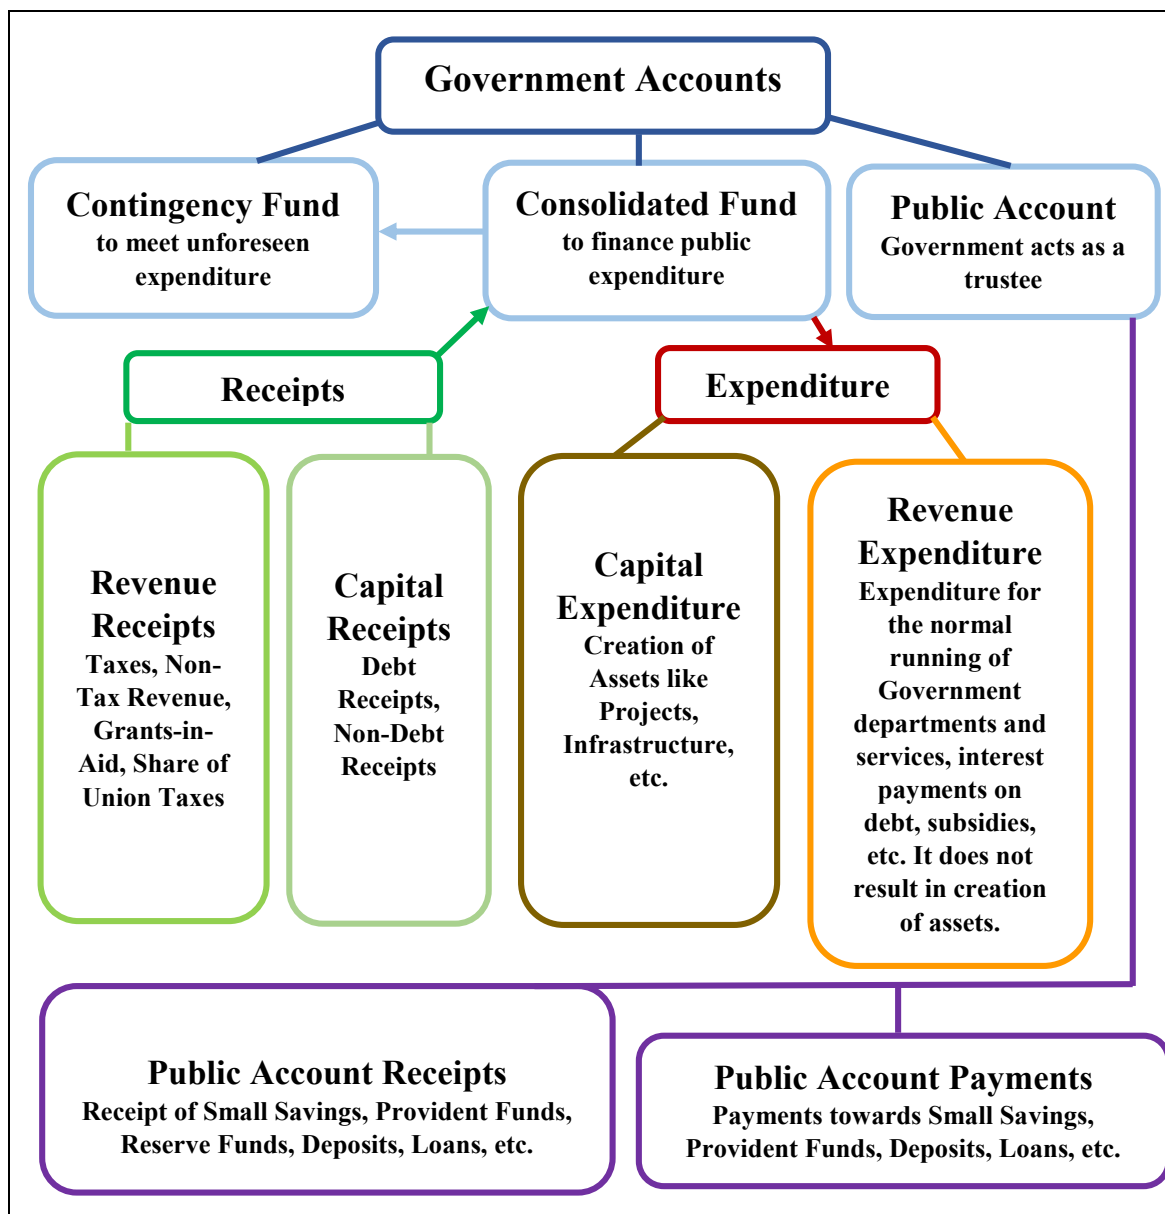 Government Accounts
Contingency Fund
to meet unforeseen
expenditure
Consolidated Fund
to finance public
expenditure
Public Account
Government acts as a
trustee
Receipts
Expenditure
Revenue
Receipts
Taxes, Non-
Tax Revenue,
Grants-in-
Aid, Share of
Union Taxes
Capital
Receipts
Debt
Receipts,
Non-Debt
Receipts
Capital
Expenditure
Creation of
Assets like
Projects,
Infrastructure,
etc.
Revenue
Expenditure
Expenditure for
the normal
running of
Government
departments and
services, interest
payments on
debt, subsidies,
etc. It does not
result in creation
of assets.
Public Account Receipts
Receipt of Small Savings, Provident Funds,
Reserve Funds, Deposits, Loans, etc.
Public Account Payments
Payments towards Small Savings,
Provident Funds, Deposits, Loans, etc.